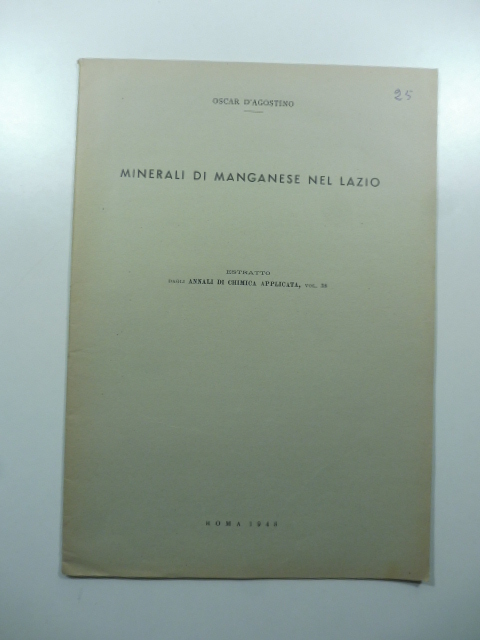 OSCAR D'AGOSTINO
25
MINERALI DI MANGANESE NEL LAZIO
ESTRATTO
DAGLI ANNALI DI CHIMICA APPLICATA, VOL.
ROMA